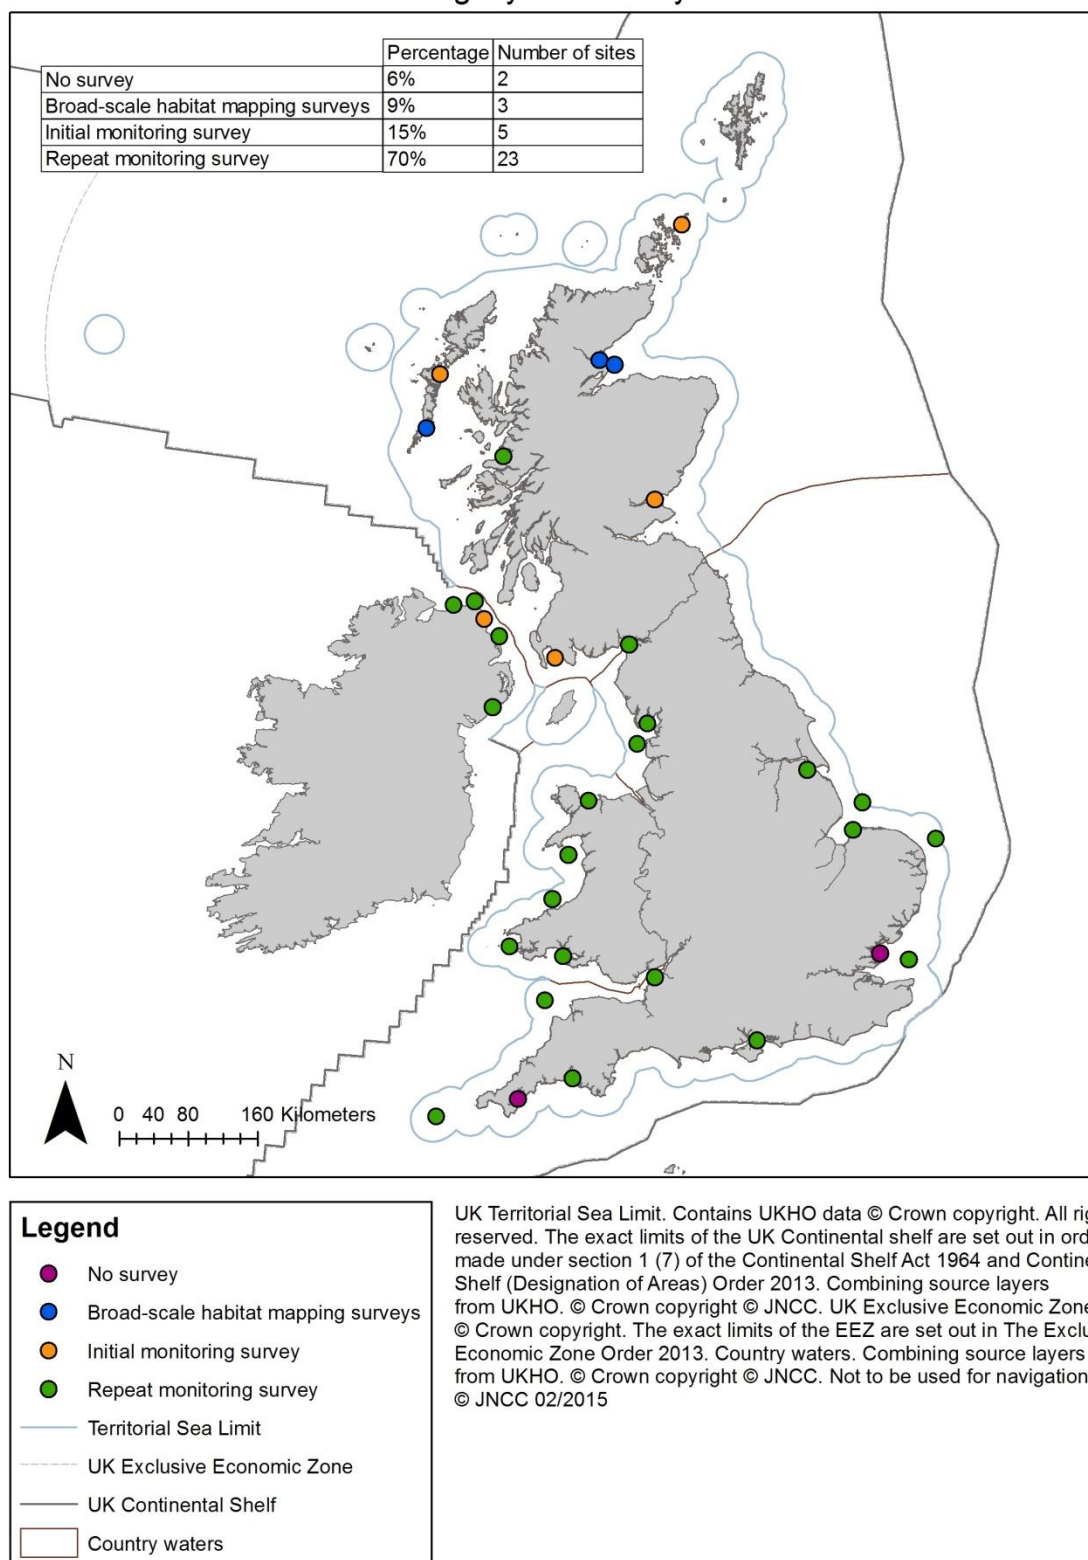 Percentage Number of sites
No survey 6% 2
Broad-scale habitat mapping surveys 9% 3
Initial monitoring survey 15% 5
Repeat monitoring survey 70% 23
N
0 40 80 160 Kilometers
Legend
No survey
Broad-scale habitat mapping surveys
Initial monitoring survey
Repeat monitoring survey
Territorial Sea Limit
UK Exclusive Economic Zone
UK Continental Shelf
Country waters
UK Territorial Sea Limit. Contains UKHO data © Crown copyright. All
reserved. The exact limits of the UK Continental shelf are set out in
made under section 1 (7) of the Continental Shelf Act 1964 and
Shelf (Designation of Areas) Order 2013. Combining source layers
from UKHO. © Crown copyright © JNCC. UK Exclusive Economic Zone
© Crown copyright. The exact limits of the EEZ are set out in The
Economic Zone Order 2013. Country waters. Combining source layers
from UKHO. © Crown copyright © JNCC. Not to be used for navigation
© JNCC 02/2015